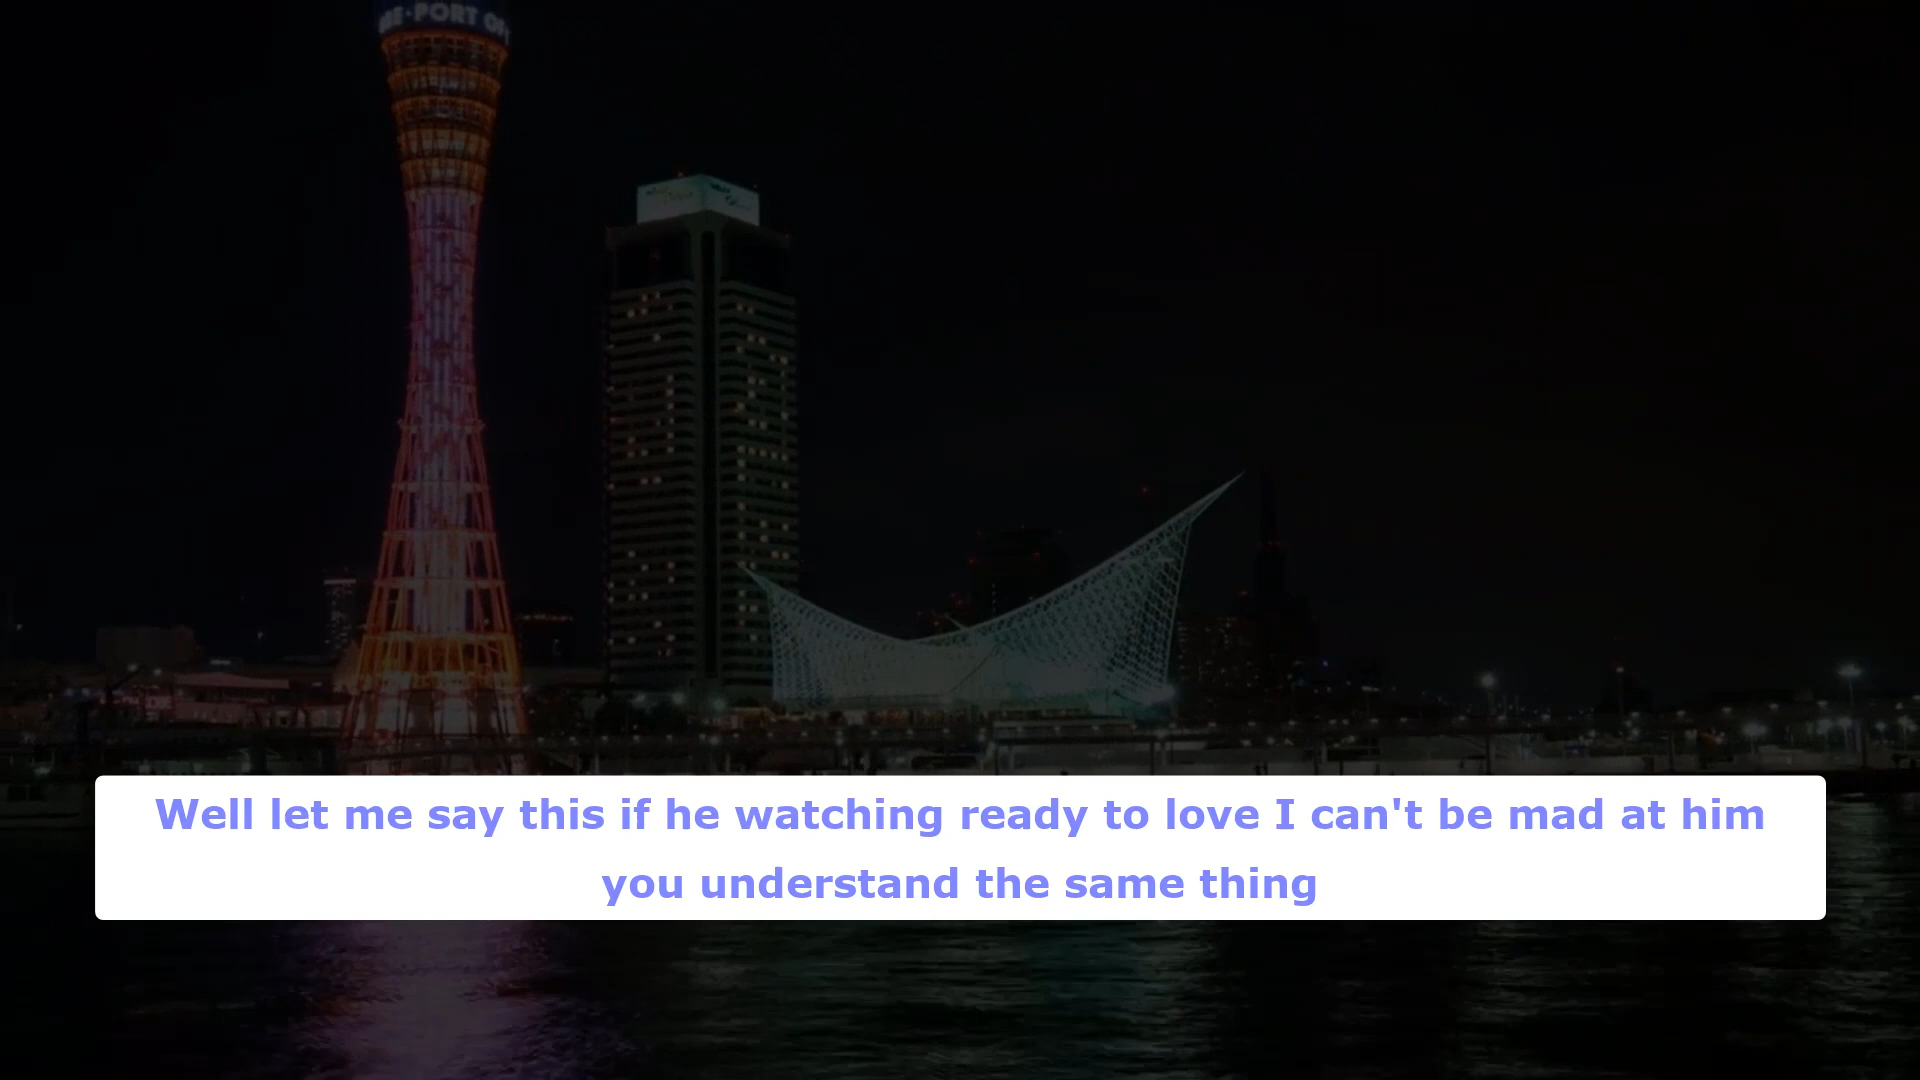 PORT OF
Well let me say this if he watching ready to love I can't be mad at him
you understand the same thing